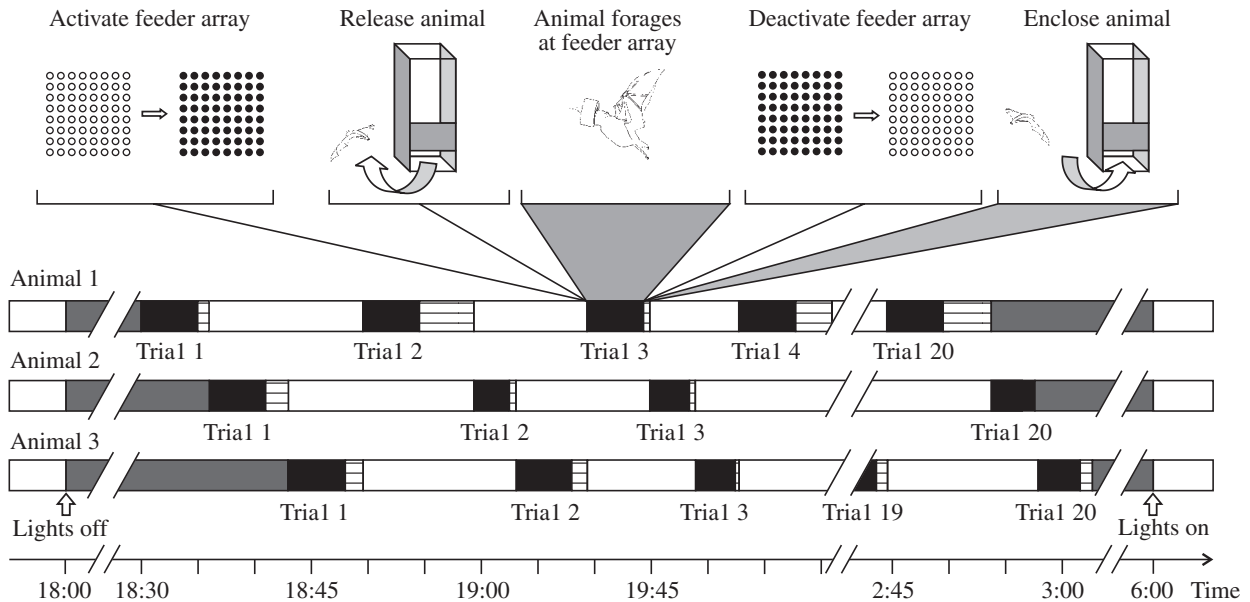 Activate feeder array
Release animal
Animal forages
at feeder array
Deactivate feeder array
Enclose animal
Animal 1
Tria1 1
Tria1 2
Tria1 3
Tria1 4
Tria1 20
Animal 2
Tria1 1
Tria1 2
Tria1 3
Tria1 20
Animal 3
Tria1 1
Tria1 2
Tria1 3
Tria1 19
Tria1 20
Lights off
Lights on
18:00 18:30 18:45 19:00 19:45 2:45 3:00 6:00 Time